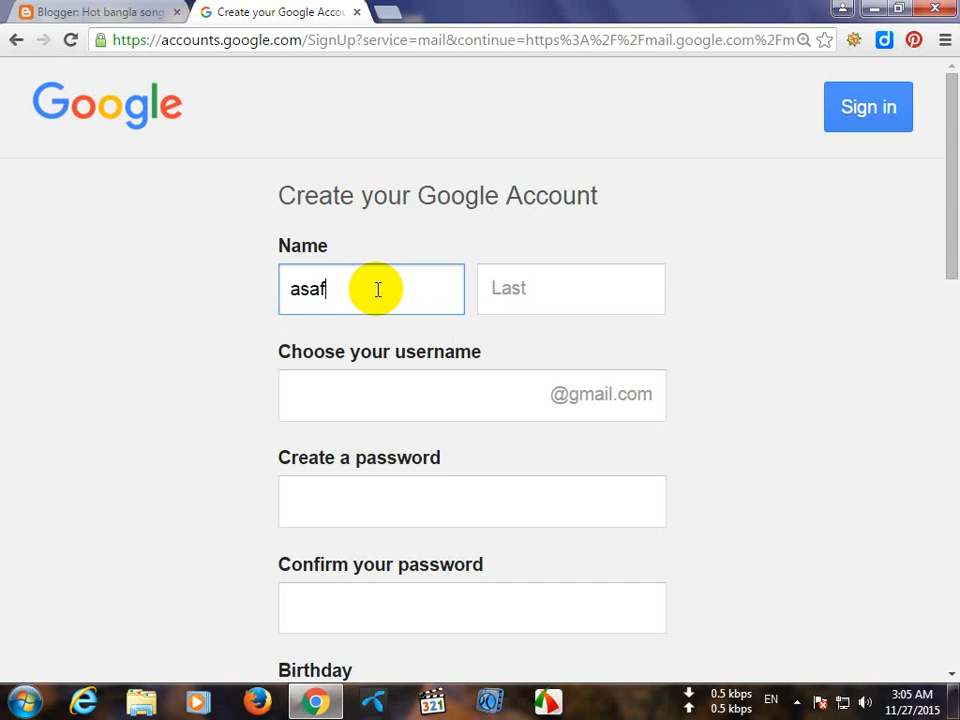 Blogger: Hot bangla song
Create your Google Accou
https://accounts.google.com/SignUp?service=mail&continue=https%3A%2F%2Fmail.google.com%2Fm
Google
Sign in
Create your Google Account
Name
asaf
Last
Choose your username
@gmail.com
Create a password
Confirm your password
Birthday
321
0.5 kbps
0.5 kbps
EN
3:05 AM
11/27/2015